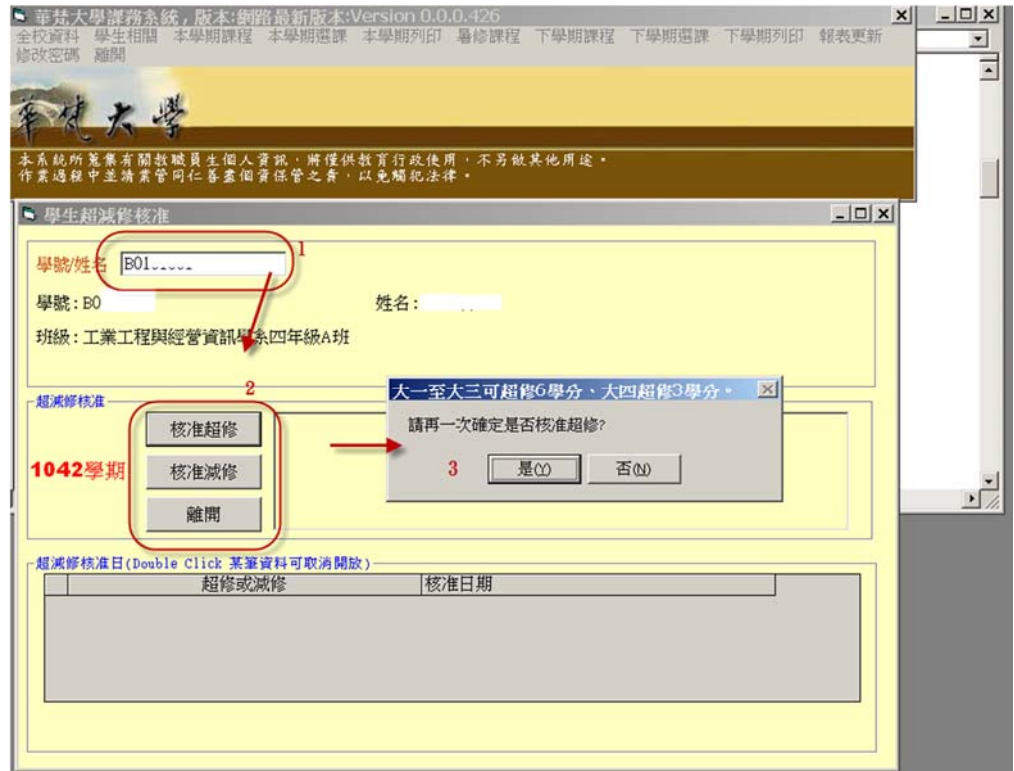 華梵大學課務系統,版本:網路最新版本:Version 0.0.0.426
全校資料 學生相關 本學期課程 本學期選課 本學期列印 暑修課程 下學期課程 下學期選課 下學期列印 報表更新
修改密碼 離開
華梵大學
本系統所蒐集有關教職員生個人資訊,將僅供教育行政使用,不另做其他用途。
作業過程中並請業管同仁善盡個資保管之責,以免觸犯法律。
學生超減修核准
學號/姓名 B01
1
學號:B0 姓名:
班級:工業工程與經營資訊學系四年級A班
2
超減修核准
核准超修
1042學期
核准減修
離開
大一至大三可超修6學分、大四超修3學分。
請再一次確定是否核准超修?
3 是(Y) 否(N)
超減修核准日(Double Click 某筆資料可取消開放)
超修或減修 核准日期